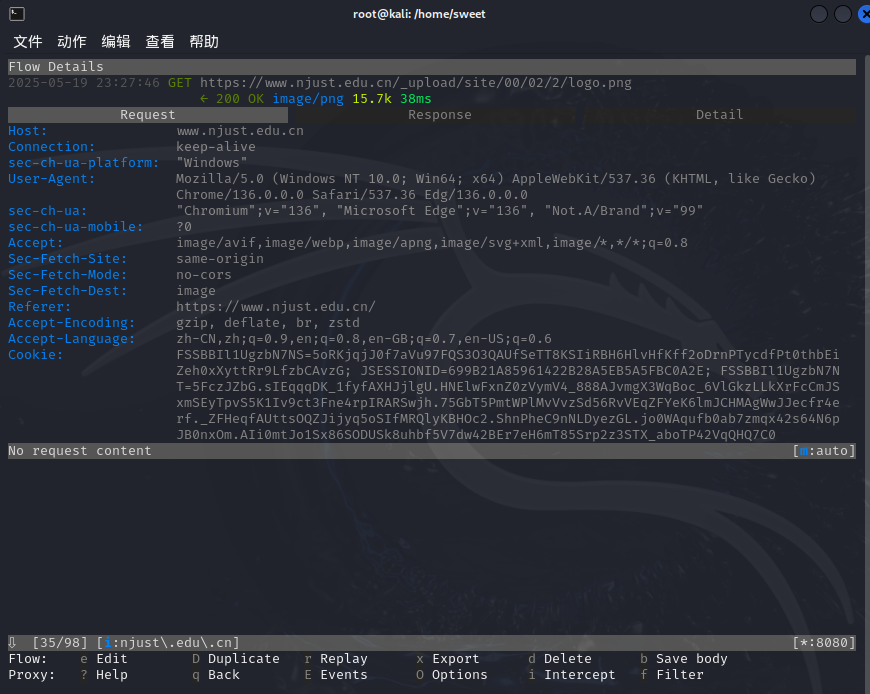 root@kali: /home/sweet
文件 动作 编辑 查看 帮助
Flow Details
2025-05-19 23:27:46 GET https://www.njust.edu.cn/_upload/site/00/02/2/logo.png
← 200 OK image/png 15.7k 38ms
Request Response Detail
Host: www.njust.edu.cn
Connection: keep-alive
sec-ch-ua-platform: "Windows"
User-Agent: Mozilla/5.0 (Windows NT 10.0; Win64; x64) AppleWebKit/537.36 (KHTML, like Gecko)
Chrome/136.0.0.0 Safari/537.36 Edg/136.0.0.0
sec-ch-ua: "Chromium";v="136", "Microsoft Edge";v="136", "Not.A/Brand";v="99"
sec-ch-ua-mobile: ?0
Accept: image/avif,image/webp,image/apng,image/svg+xml,image/*,*/*;q=0.8
Sec-Fetch-Site: same-origin
Sec-Fetch-Mode: no-cors
Sec-Fetch-Dest: image
Referer: https://www.njust.edu.cn/
Accept-Encoding: gzip, deflate, br, zstd
Accept-Language: zh-CN,zh;q=0.9,en;q=0.8,en-GB;q=0.7,en-US;q=0.6
Cookie: FSSBBIl1UgzbN7NS=5oRKjqjJ0f7aVu97FQS3O3QAUfSeTT8KSIiRBH6HlvHfKff2oDrnPTycdfPt0thbEi
Zeh0xXyttRr9LfzbCAvzG; JSESSIONID=699B21A85961422B28A5EB5A5FBC0A2E; FSSBBIl1UgzbN7N
T=5FczJZbG.sIEqqqDK_1fyfAXHJjlgU.HNElwFxnZ0zVymV4_888AJvmgX3WqBoc_6VlGkzLLkXrFcCmJS
xmSEyTpvS5K1Iv9ct3Fne4rpIRARSwjh.75GbT5PmtWPlMvVvzSd56RvVEqZFYeK6lmJCHMAgWwJJecfr4e
rf._ZFHeqfAUttsOQZJijyq5oSIfMRQlyKBHOc2.ShnPheC9nNLDyezGL.jo0WAqufb0ab7zmqx42s64N6p
JB0nxOm.AIi0mtJo1Sx86SODUSk8uhbf5V7dw42BEr7eH6mT85Srp2z3STX_aboTP42VqQHQ7C0
No request content [m:auto]
⇩ [35/98] [i:njust\.edu\.cn] [*:8080]
Flow: e Edit D Duplicate r Replay x Export d Delete b Save body
Proxy: ? Help q Back E Events O Options i Intercept f Filter